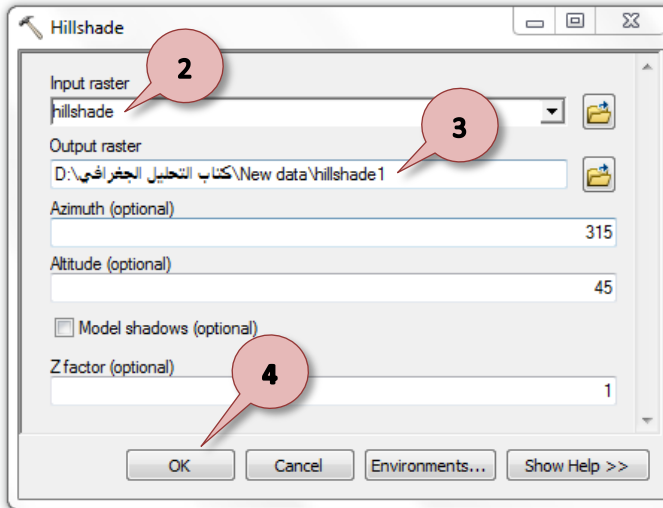 Hillshade
2
Input raster
hillshade
3
Output raster
D:\كتاب التحليل الجغرافي\New data\hillshade1
Azimuth (optional)
315
Altitude (optional)
45
Model shadows (optional)
Z factor (optional)
4
1
OK Cancel Environments... Show Help >>